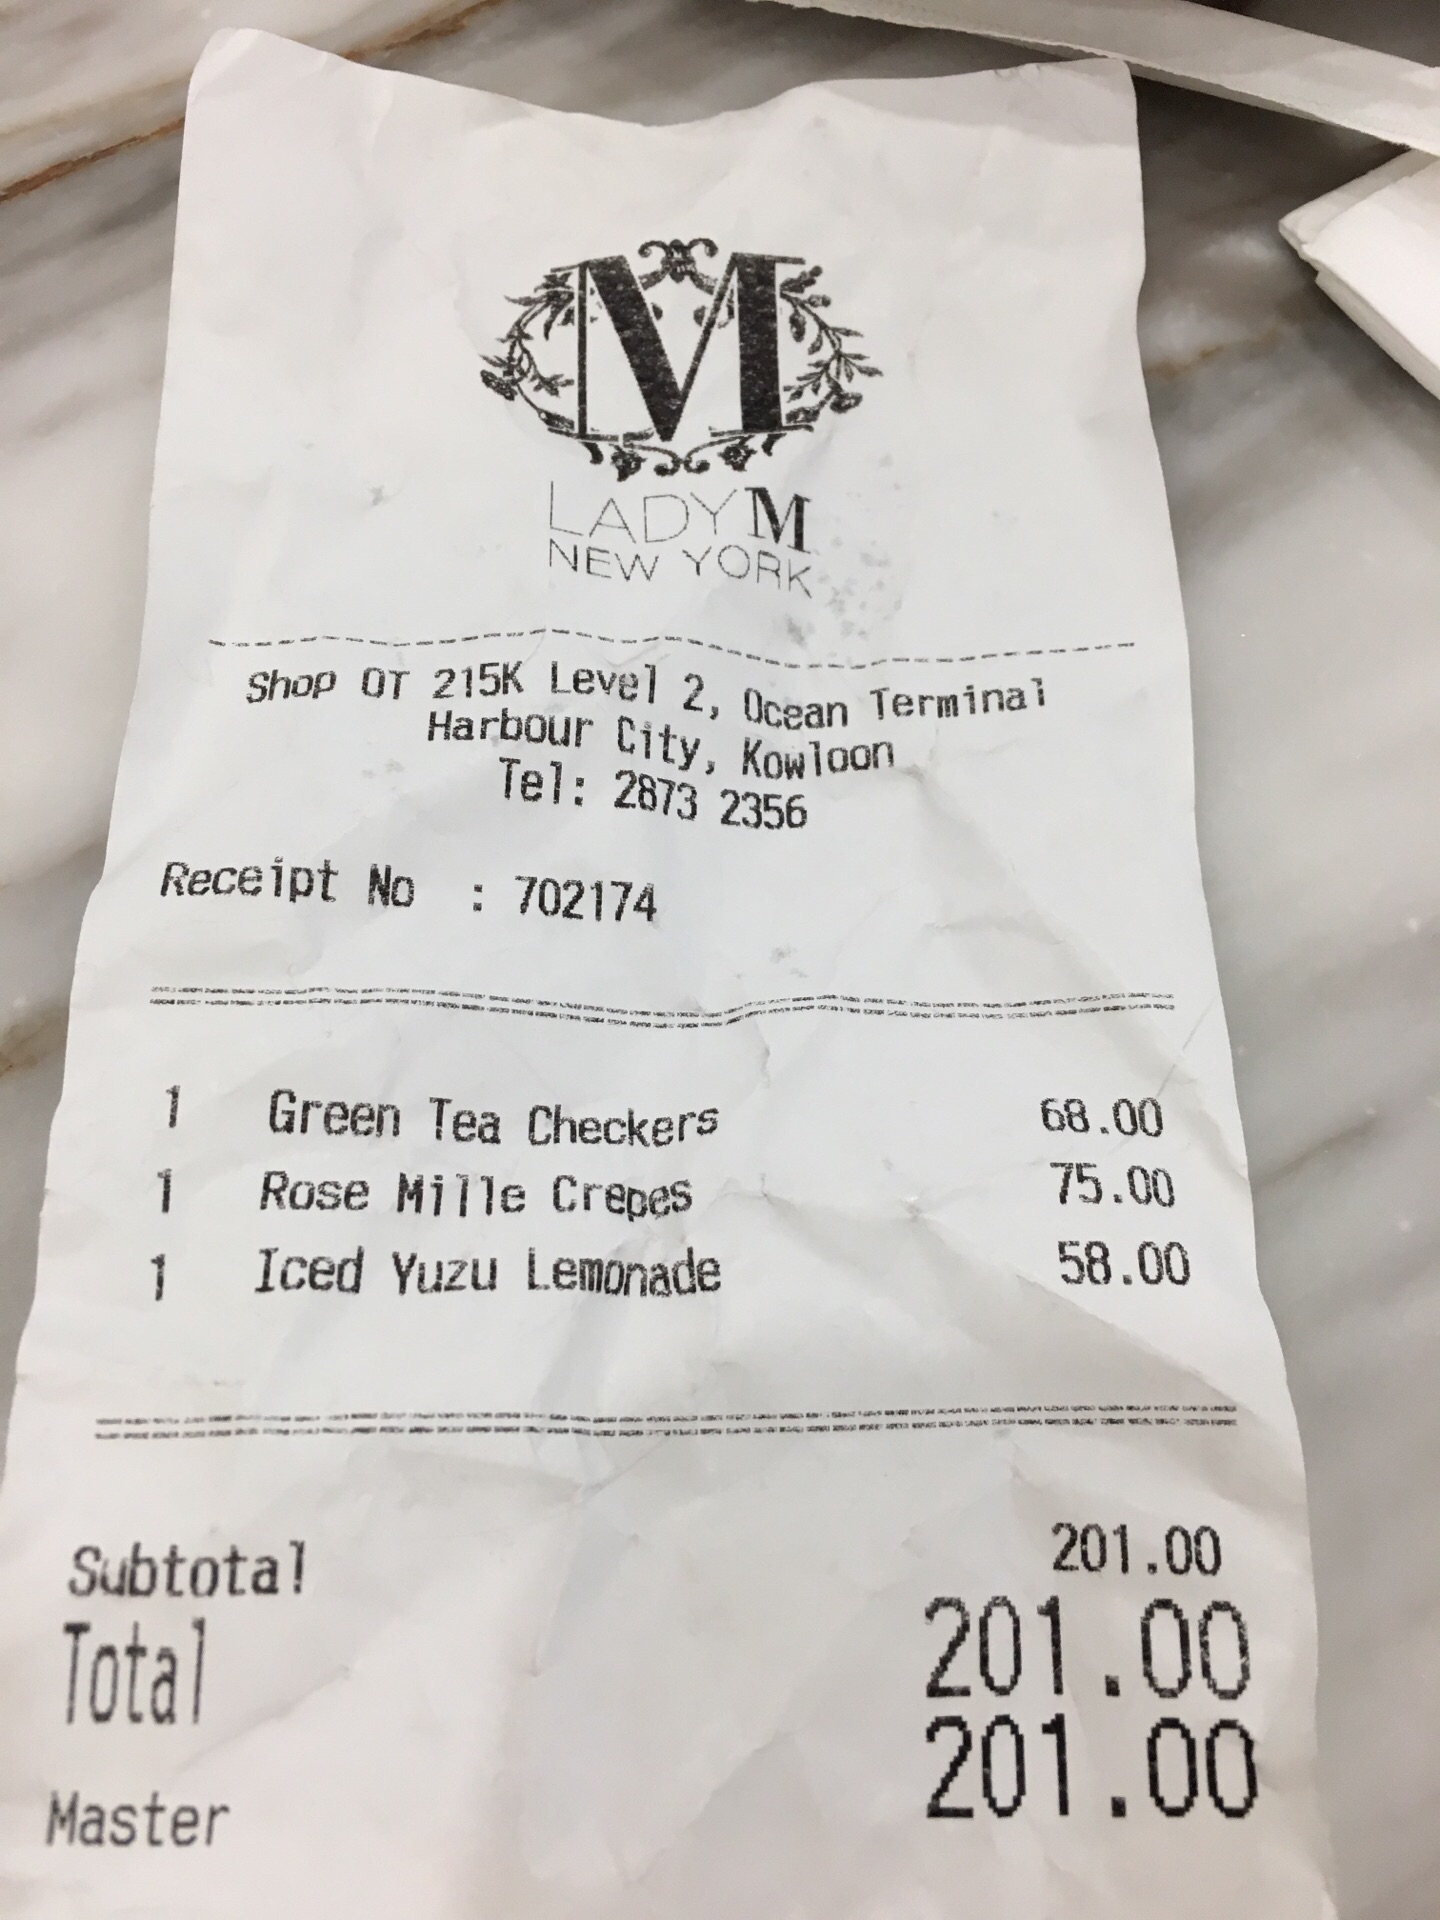 M
LADY M
NEW YORK
Shop OT 215K Level 2, Ocean Terminal
Harbour City, Kowloon
Tel: 2873 2356
Receipt No : 702174
1 Green Tea Checkers 68.00
1 Rose Mille Crepes 75.00
1 Iced Yuzu Lemonade 58.00
Subtotal 201.00
Total 201.00
Master 201.00